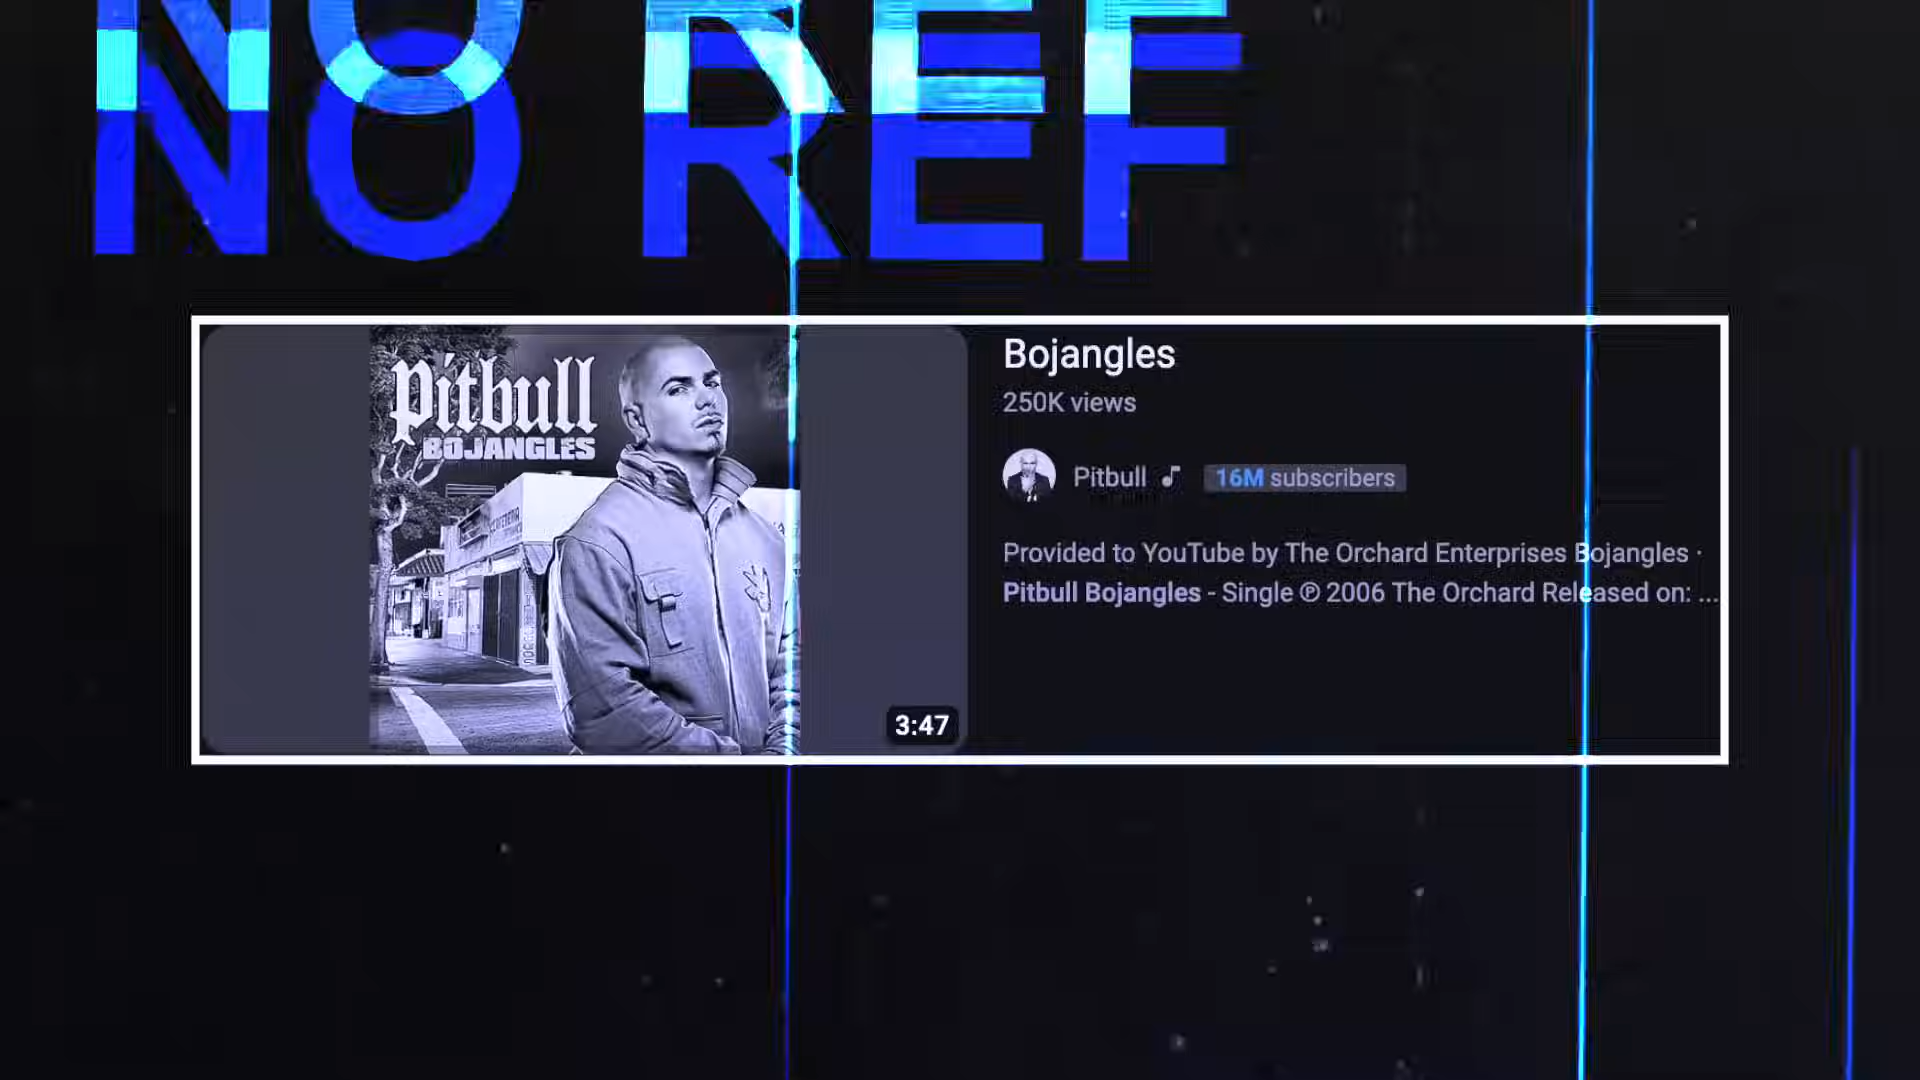 NO REF
Pitbull
BOJANGLES
3:47
Bojangles
250K views
Pitbull 16M subscribers
Provided to YouTube by The Orchard Enterprises Bojangles ·
Pitbull Bojangles - Single ℗ 2006 The Orchard Released on: ...